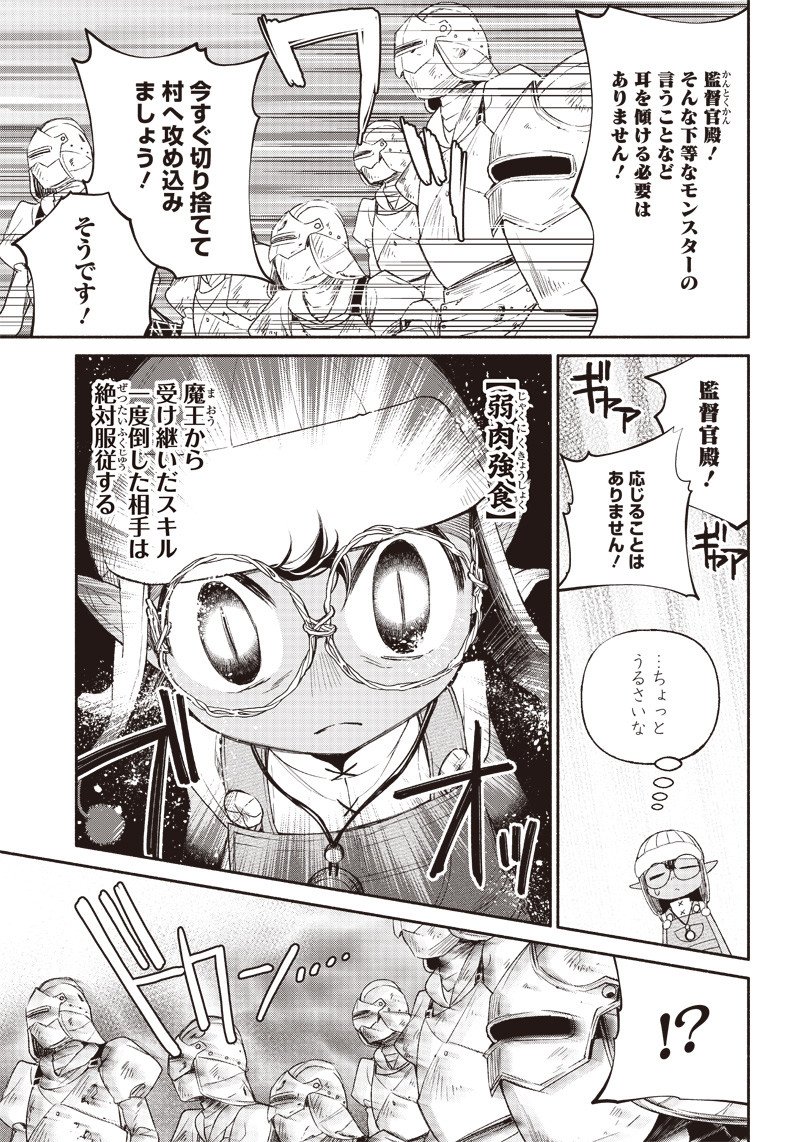 監督官殿!
そんな下等なモンスターの
言うことなど
耳を傾ける必要は
ありません!
今すぐ切り捨てて
村へ攻め込み
ましょう!
そうです!
監督官殿!
ギャア
応じることは
ありません!
ギャア
…ちょっと
うるさいな
【弱肉強食】
魔王から
受け継いだスキル
一度倒した相手は
絶対服従する
!?
ドン